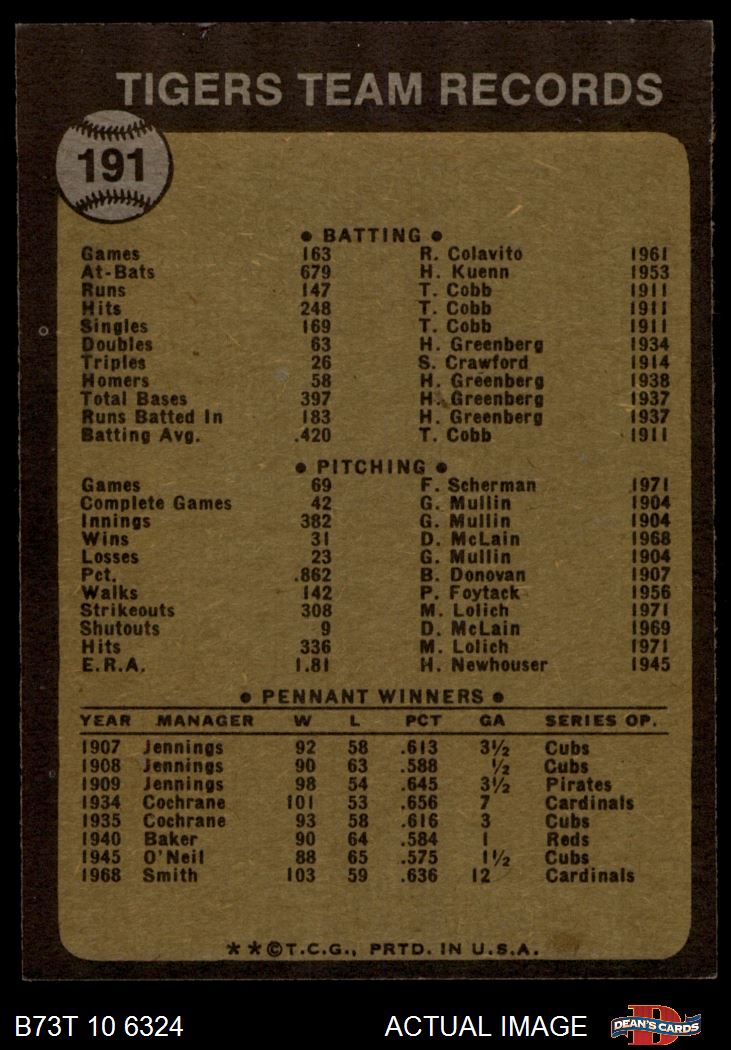 TIGERS TEAM RECORDS
191
• BATTING •
Games 163 R. Colavito 1961
At-Bats 679 H. Kuenn 1953
Runs 147 T. Cobb 1911
Hits 248 T. Cobb 1911
Singles 169 T. Cobb 1911
Doubles 63 H. Greenberg 1934
Triples 26 S. Crawford 1914
Homers 58 H. Greenberg 1938
Total Bases 397 H. Greenberg 1937
Runs Batted In 183 H. Greenberg 1937
Batting Avg. .420 T. Cobb 1911
• PITCHING •
Games 69 F. Scherman 1971
Complete Games 42 G. Mullin 1904
Innings 382 G. Mullin 1904
Wins 31 D. McLain 1968
Losses 23 G. Mullin 1904
Pct. .862 B. Donovan 1907
Walks 142 P. Foytack 1956
Strikeouts 308 M. Lolich 1971
Shutouts 9 D. McLain 1969
Hits 336 M. Lolich 1971
E.R.A. 1.81 H. Newhouser 1945
• PENNANT WINNERS •
YEAR MANAGER W L PCT GA SERIES OP.
1907 Jennings 92 58 .613 3½ Cubs
1908 Jennings 90 63 .588 ½ Cubs
1909 Jennings 98 54 .645 3½ Pirates
1934 Cochrane 101 53 .656 7 Cardinals
1935 Cochrane 93 58 .616 3 Cubs
1940 Baker 90 64 .584 1 Reds
1945 O'Neil 88 65 .575 1½ Cubs
1968 Smith 103 59 .636 12 Cardinals
* * © T.C.G., PRTD. IN U.S.A.
B73T 10 6324 ACTUAL IMAGE D DEAN'S CARDS